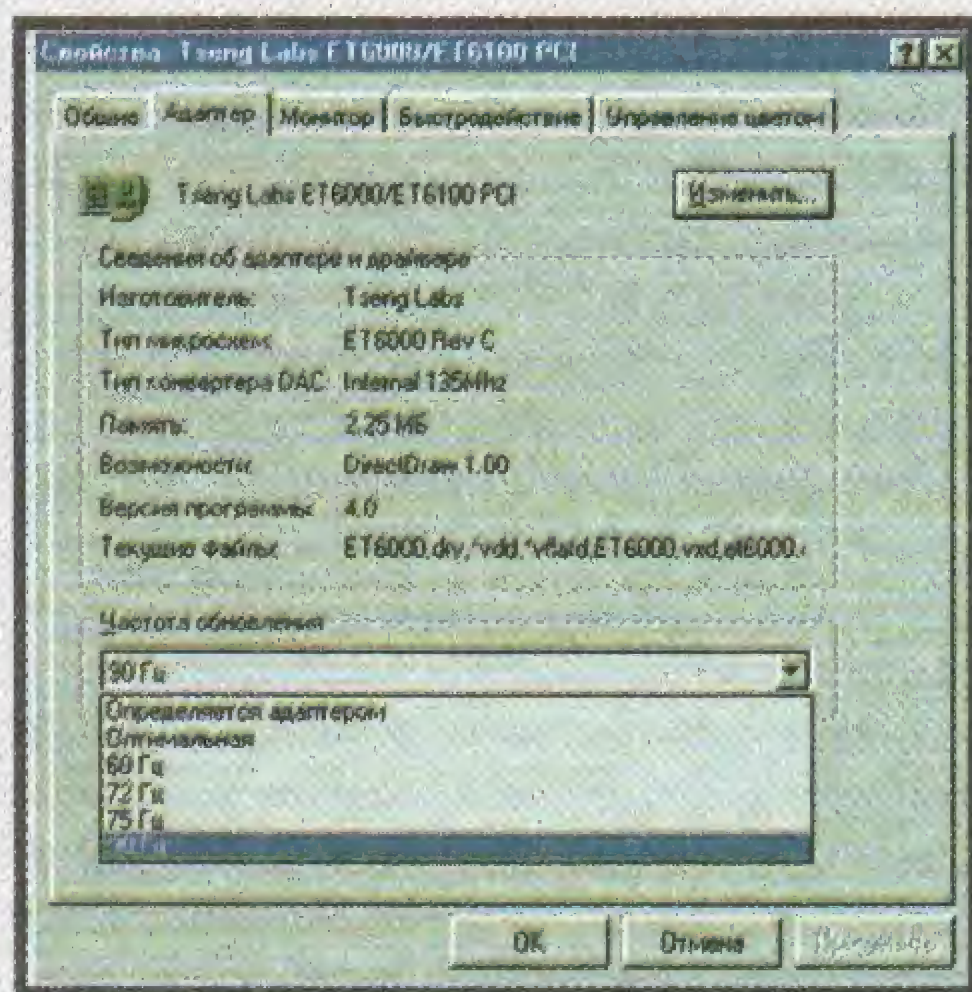 Свойства: Tseng Labs ET6000/ET6100 PCI
Общие Адаптер Монитор Быстродействие Управление цветом
Tseng Labs ET6000/ET6100 PCI Изменить...
Сведения об адаптере и драйвере
Изготовитель: Tseng Labs
Тип микросхем: ET6000 Rev C
Тип конвертера DAC: Internal 135Mhz
Память: 2,25 МБ
Возможности: DirectDraw 1.00
Версия программы: 4.0
Текущие файлы: ET6000.drv,*vdd,*vflatd,ET6000.vxd,et6000.
Частота обновления
90 Гц
Определяется адаптером
Оптимальная
60 Гц
72 Гц
75 Гц
90 Гц
OK Отмена